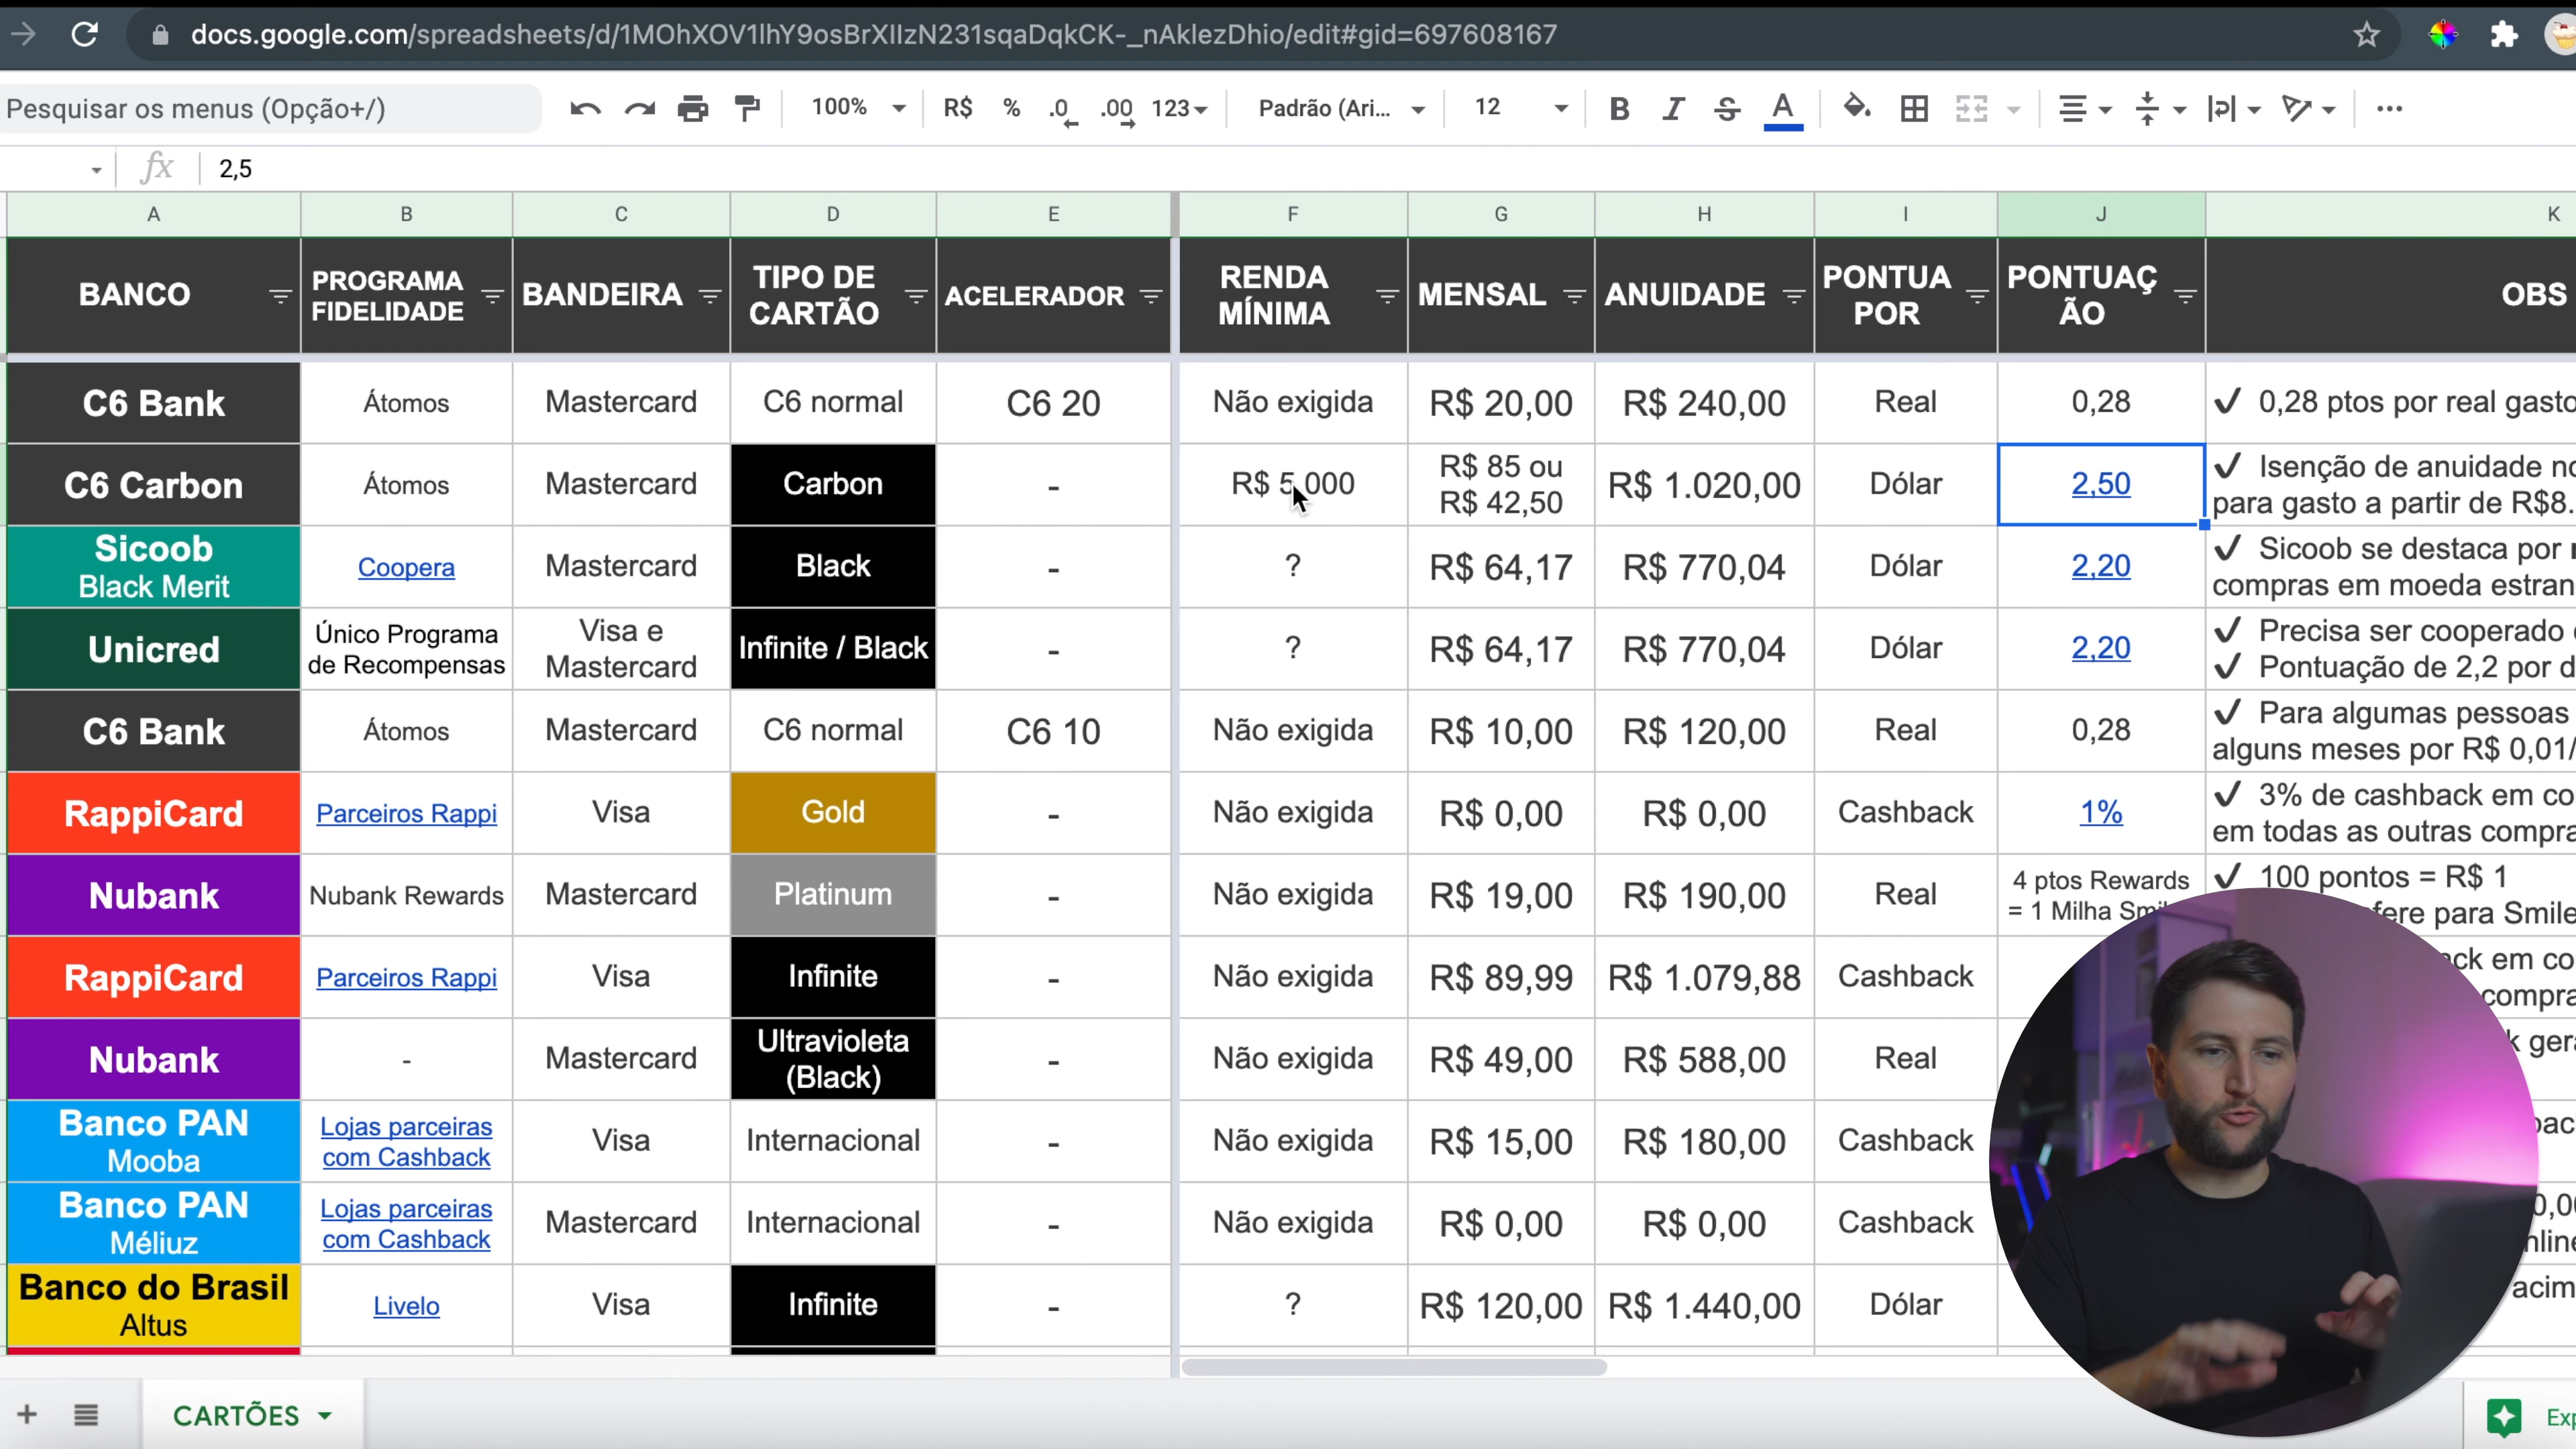 docs.google.com/spreadsheets/d/1MOhXOV1lhY9osBrXIIzN231sqaDqkCK-_nAklezDhio/edit#gid=697608167
Pesquisar os menus (Opção+/) 100% R$ % .0 .00 123 Padrão (Ari... 12 B I S A
fx 2,5
A B C D E F G H I J K
BANCO PROGRAMA FIDELIDADE BANDEIRA TIPO DE CARTÃO ACELERADOR RENDA MÍNIMA MENSAL ANUIDADE PONTUA POR PONTUAÇ ÃO OBS
C6 Bank Átomos Mastercard C6 normal C6 20 Não exigida R$ 20,00 R$ 240,00 Real 0,28 ✓ 0,28 ptos por real gasto
C6 Carbon Átomos Mastercard Carbon - R$ 5.000 R$ 85 ou R$ 42,50 R$ 1.020,00 Dólar 2,50 ✓ Isenção de anuidade
para gasto a partir de R$8.
Sicoob Black Merit Coopera Mastercard Black - ? R$ 64,17 R$ 770,04 Dólar 2,20 ✓ Sicoob se destaca por
compras em moeda estran
Unicred Único Programa de Recompensas Visa e Mastercard Infinite / Black - ? R$ 64,17 R$ 770,04 Dólar 2,20 ✓ Precisa ser cooperado
✓ Pontuação de 2,2 por d
C6 Bank Átomos Mastercard C6 normal C6 10 Não exigida R$ 10,00 R$ 120,00 Real 0,28 ✓ Para algumas pessoas
alguns meses por R$ 0,01/
RappiCard Parceiros Rappi Visa Gold - Não exigida R$ 0,00 R$ 0,00 Cashback 1% ✓ 3% de cashback em co
em todas as outras compra
Nubank Nubank Rewards Mastercard Platinum - Não exigida R$ 19,00 R$ 190,00 Real 4 ptos Rewards = 1 Milha ✓ 100 pontos = R$ 1
fere para Smile
RappiCard Parceiros Rappi Visa Infinite - Não exigida R$ 89,99 R$ 1.079,88 Cashback ck em co
compra
Nubank - Mastercard Ultravioleta (Black) - Não exigida R$ 49,00 R$ 588,00 Real k ger
Banco PAN Mooba Lojas parceiras com Cashback Visa Internacional - Não exigida R$ 15,00 R$ 180,00 Cashback
Banco PAN Méliuz Lojas parceiras com Cashback Mastercard Internacional - Não exigida R$ 0,00 R$ 0,00 Cashback
Banco do Brasil Altus Livelo Visa Infinite - ? R$ 120,00 R$ 1.440,00 Dólar acim
+ CARTÕES Exp